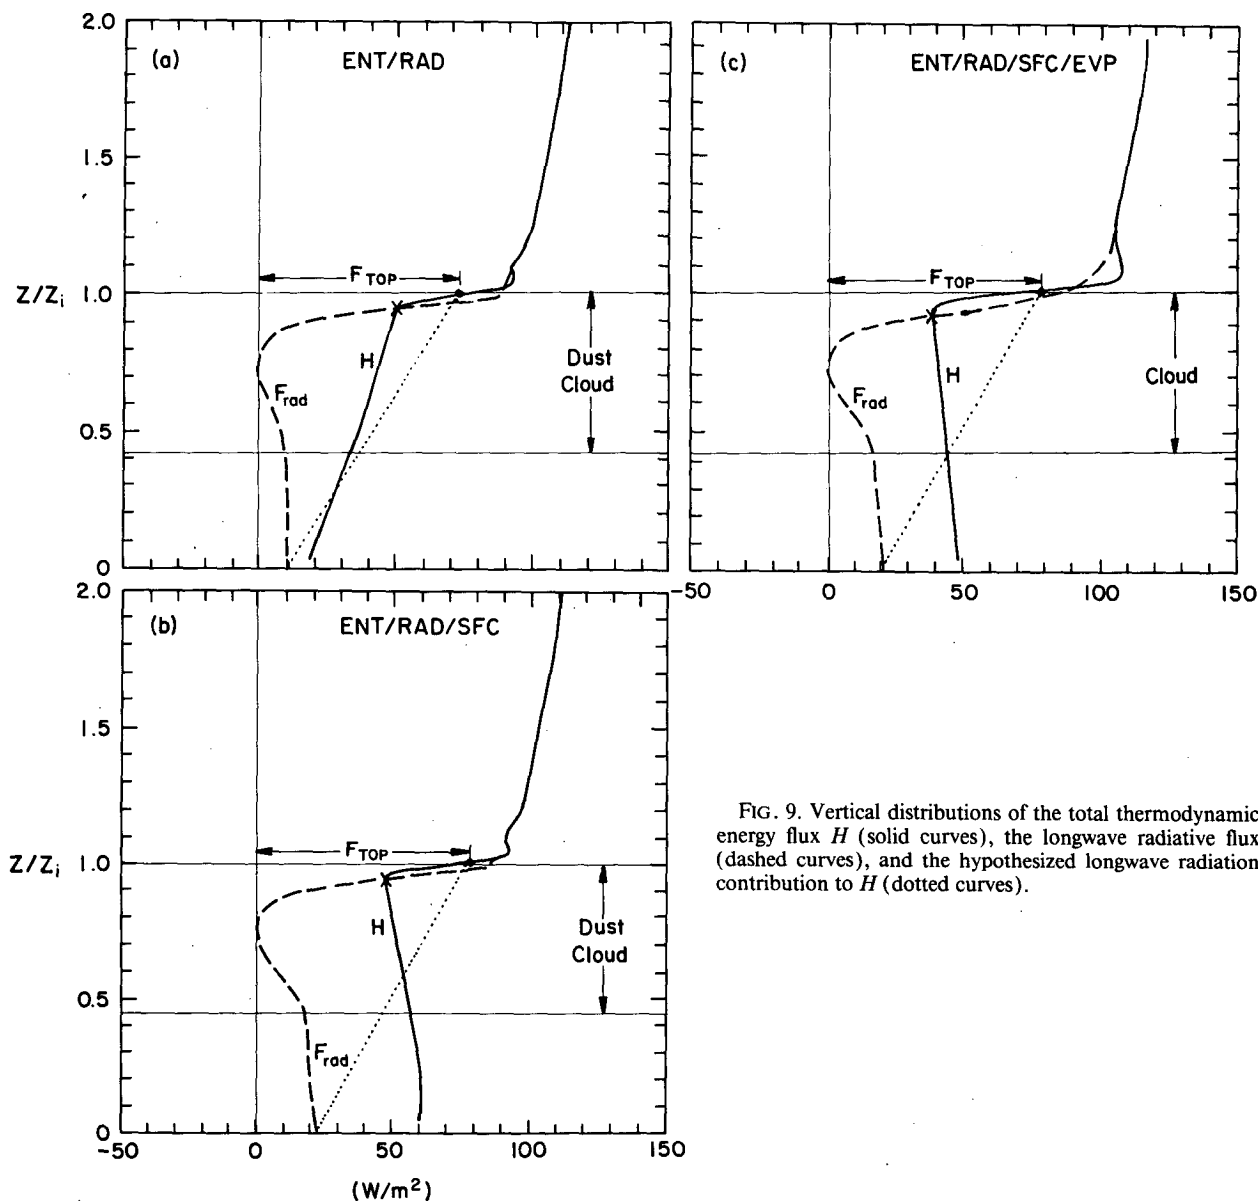 2.0
(a)
ENT/RAD
1.5
F_TOP
Z/Z_i
1.0
H
Dust
Cloud
F_rad
0.5
0
(c)
ENT/RAD/SFC/EVP
F_TOP
H
Cloud
F_rad
-50
0
50
100
150
2.0
(b)
ENT/RAD/SFC
1.5
F_TOP
Z/Z_i
1.0
H
Dust
Cloud
0.5
F_rad
0
-50
0
50
100
150
(W/m²)
FIG. 9. Vertical distributions of the total thermodynamic
energy flux H (solid curves), the longwave radiative flux
(dashed curves), and the hypothesized longwave radiation
contribution to H (dotted curves).